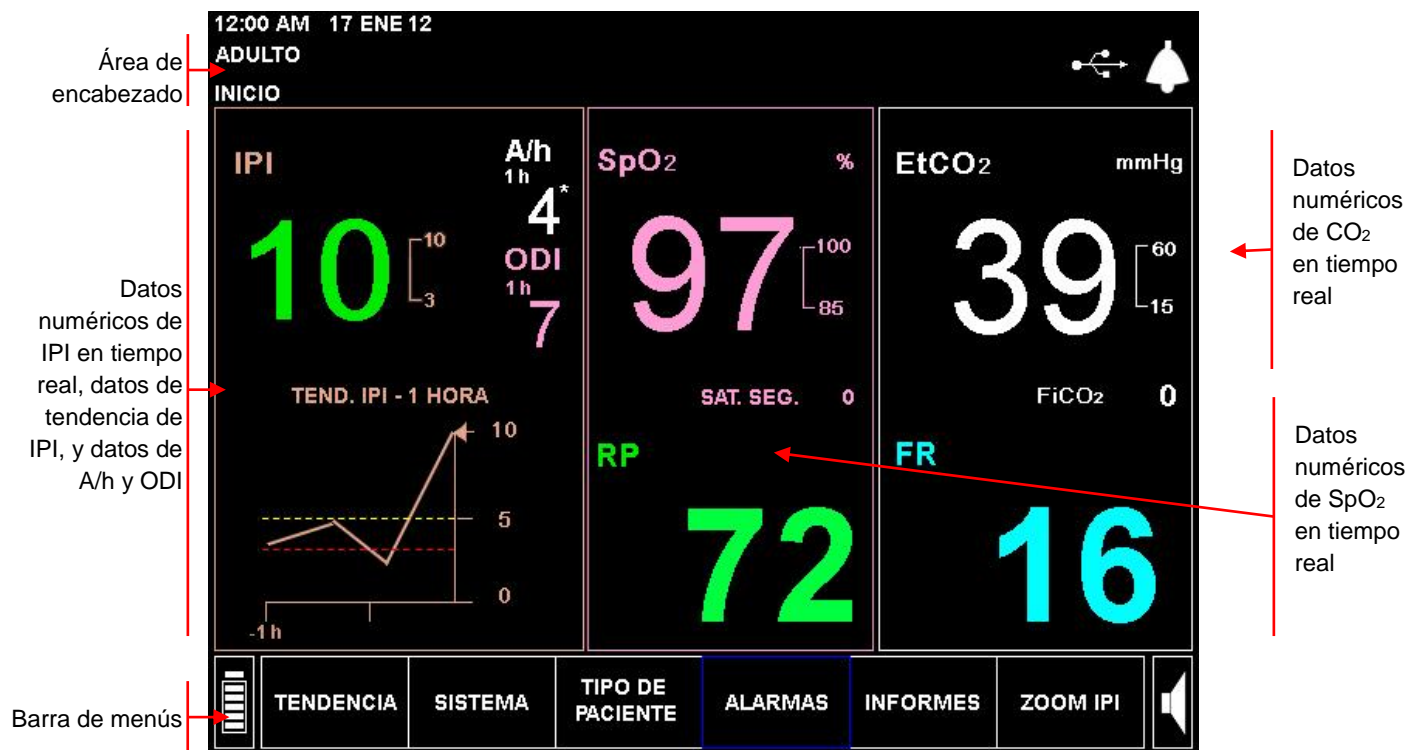 12:00 AM 17 ENE 12
ADULTO
INICIO
Área de
encabezado
IPI
10
10
3
A/h
1 h
4*
ODI
1 h
7
TEND. IPI - 1 HORA
10
5
0
-1 h
SpO2
%
97
100
85
SAT. SEG. 0
RP
72
EtCO2
mmHg
39
60
15
FiCO2 0
FR
16
Datos
numéricos de
IPI en tiempo
real, datos de
tendencia de
IPI, y datos de
A/h y ODI
Datos
numéricos
de CO2
en tiempo
real
Datos
numéricos
de SpO2
en tiempo
real
Barra de menús
TENDENCIA
SISTEMA
TIPO DE
PACIENTE
ALARMAS
INFORMES
ZOOM IPI